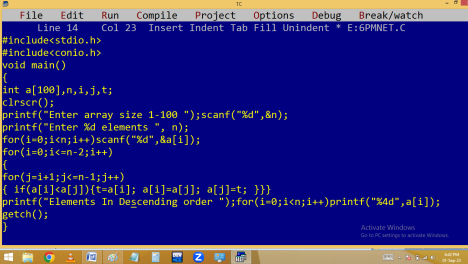 TC
File Edit Run Compile Project Options Debug Break/watch
Line 14 Col 23 Insert Indent Tab Fill Unindent * E:6PMNET.C
#include<stdio.h>
#include<conio.h>
void main()
{
int a[100],n,i,j,t;
clrscr();
printf("Enter array size 1-100 ");scanf("%d",&n);
printf("Enter %d elements ", n);
for(i=0;i<n;i++)scanf("%d",&a[i]);
for(i=0;i<=n-2;i++)
{
for(j=i+1;j<=n-1;j++)
{ if(a[i]<a[j]){t=a[i]; a[i]=a[j]; a[j]=t; }}}
printf("Elements In Descending order ");for(i=0;i<n;i++)printf("%4d",a[i]);
getch();
}
Activate Windows
Go to PC settings to activate Windows.